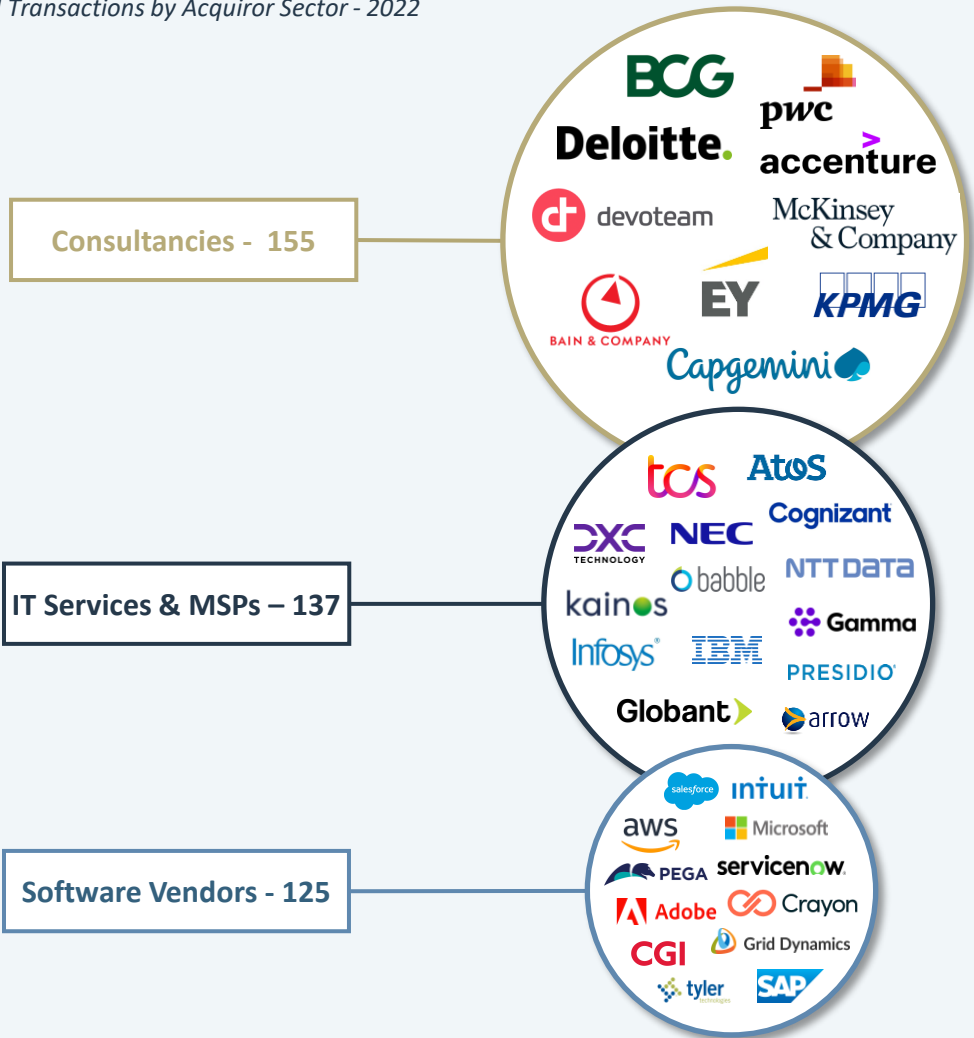 Transactions by Acquiror Sector - 2022
BCG
pwc
Deloitte.
accenture
devoteam
McKinsey
& Company
Consultancies - 155
EY
KPMG
BAIN & COMPANY
Capgemini
tcs
Atos
Cognizant
DXC
TECHNOLOGY
NEC
babble
NTT DATA
kainos
IT Services & MSPs – 137
Gamma
Infosys®
IBM
PRESIDIO
Globant
arrow
salesforce
INTUIT
aws
Microsoft
PEGA
servicenow
Software Vendors - 125
Adobe
Crayon
CGI
Grid Dynamics
tyler
technologies
SAP